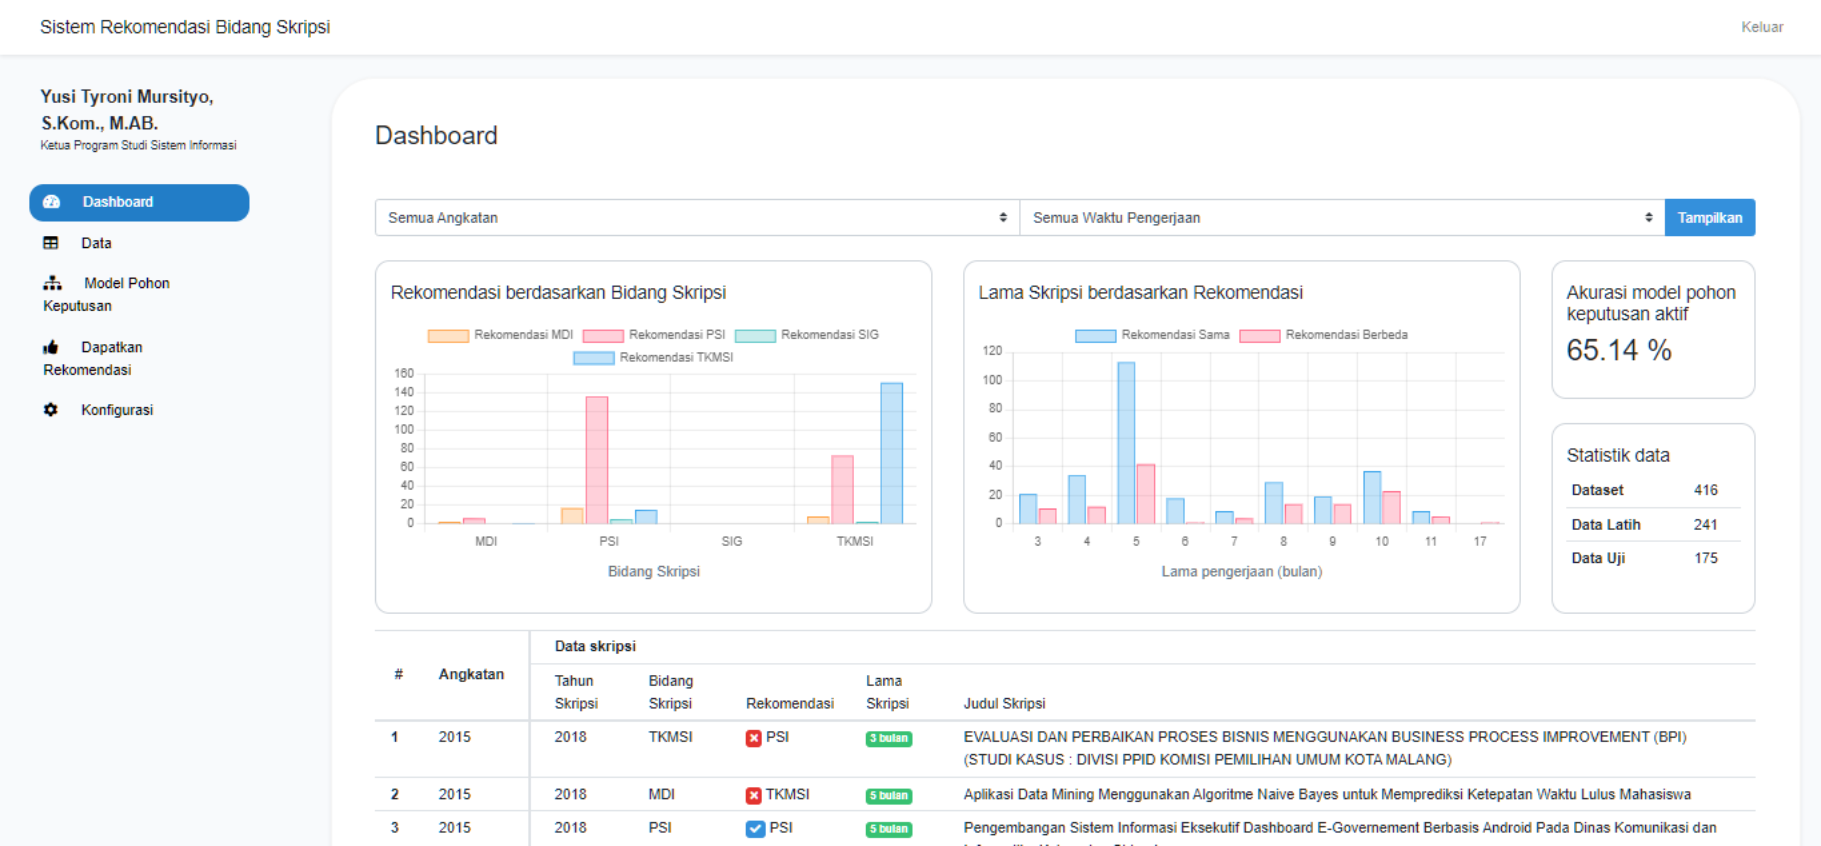 Sistem Rekomendasi Bidang Skripsi
Keluar
Yusi Tyroni Mursityo,
S.Kom., M.AB.
Ketua Program Studi Sistem Informasi
Dashboard
Data
Model Pohon
Keputusan
Dapatkan
Rekomendasi
Konfigurasi
Dashboard
Semua Angkatan
Semua Waktu Pengerjaan
Tampilkan
Rekomendasi berdasarkan Bidang Skripsi
Rekomendasi MDI Rekomendasi PSI Rekomendasi SIG
Rekomendasi TKMSI
160
140
120
100
80
60
40
20
0
MDI PSI SIG TKMSI
Bidang Skripsi
Lama Skripsi berdasarkan Rekomendasi
Rekomendasi Sama Rekomendasi Berbeda
120
100
80
60
40
20
0
3 4 5 6 7 8 9 10 11 17
Lama pengerjaan (bulan)
Akurasi model pohon
keputusan aktif
65.14 %
Statistik data
Dataset 416
Data Latih 241
Data Uji 175
Data skripsi
# Angkatan
Tahun Skripsi Bidang Skripsi Rekomendasi Lama Skripsi Judul Skripsi
1 2015 2018 TKMSI PSI 3 bulan EVALUASI DAN PERBAIKAN PROSES BISNIS MENGGUNAKAN BUSINESS PROCESS IMPROVEMENT (BPI)
(STUDI KASUS : DIVISI PPID KOMISI PEMILIHAN UMUM KOTA MALANG)
2 2015 2018 MDI TKMSI 5 bulan Aplikasi Data Mining Menggunakan Algoritme Naive Bayes untuk Memprediksi Ketepatan Waktu Lulus Mahasiswa
3 2015 2018 PSI PSI 5 bulan Pengembangan Sistem Informasi Eksekutif Dashboard E-Governement Berbasis Android Pada Dinas Komunikasi dan